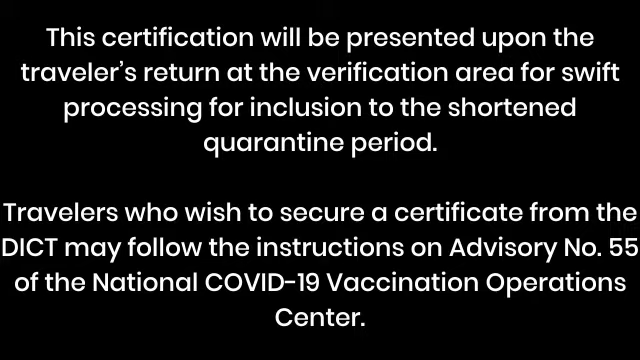 This certification will be presented upon the
traveler's return at the verification area for swift
processing for inclusion to the shortened
quarantine period.
Travelers who wish to secure a certificate from the
DICT may follow the instructions on Advisory No. 55
of the National COVID-19 Vaccination Operations
Center.